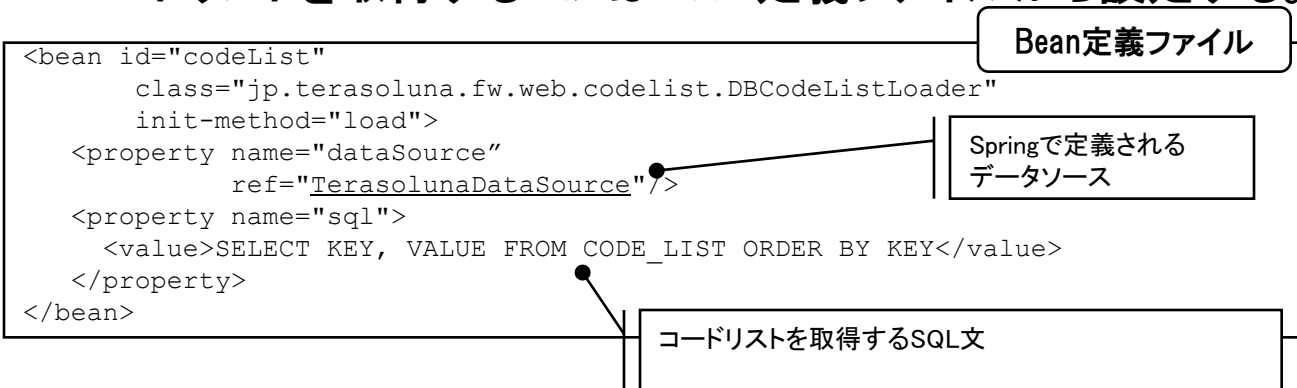 Bean定義ファイル
<bean id="codeList"
class="jp.terasoluna.fw.web.codelist.DBCodeListLoader"
init-method="load">
<property name="dataSource”
ref="TerasolunaDataSource"/>
<property name="sql">
<value>SELECT KEY, VALUE FROM CODE_LIST ORDER BY KEY</value>
</property>
</bean>
Springで定義される
データソース
コードリストを取得するSQL文